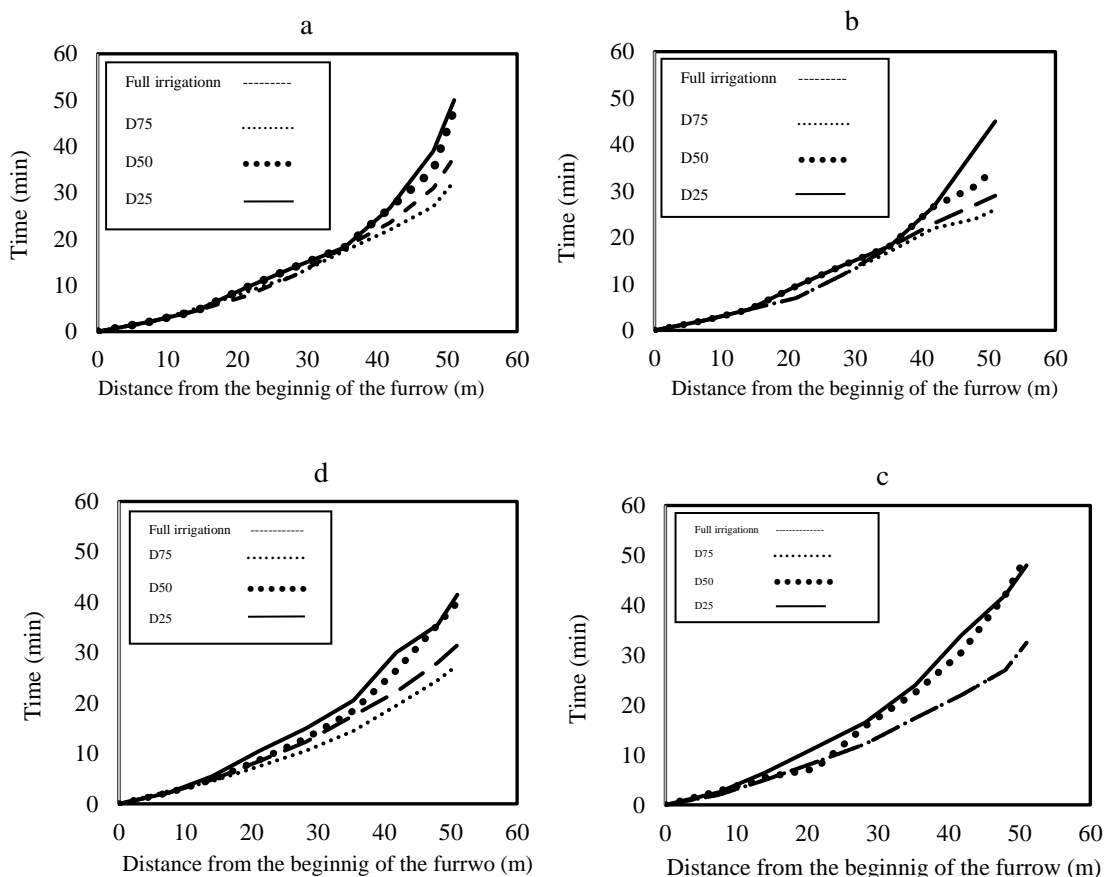 a
60
50
40
30
20
10
0
Time (min)
Full irrigationn
D75
D50
D25
0 10 20 30 40 50 60
Distance from the beginnig of the furrow (m)
b
60
50
40
30
20
10
0
Time (min)
Full irrigationn
D75
D50
D25
0 10 20 30 40 50 60
Distance from the beginnig of the furrow (m)
d
60
50
40
30
20
10
0
Time (min)
Full irrigationn
D75
D50
D25
0 10 20 30 40 50 60
Distance from the beginnig of the furrwo (m)
c
60
50
40
30
20
10
0
Time (min)
Full irrigationn
D75
D50
D25
0 10 20 30 40 50 60
Distance from the beginnig of the furrow (m)